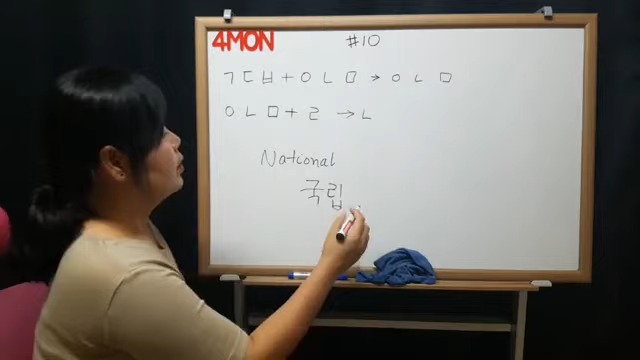 4MON
#10
ㄱㄷㅂ+ㅇㄴㅁ→ㅇㄴㅁ
ㅇㄴㅁ+ㄹ→ㄴ
National
국립